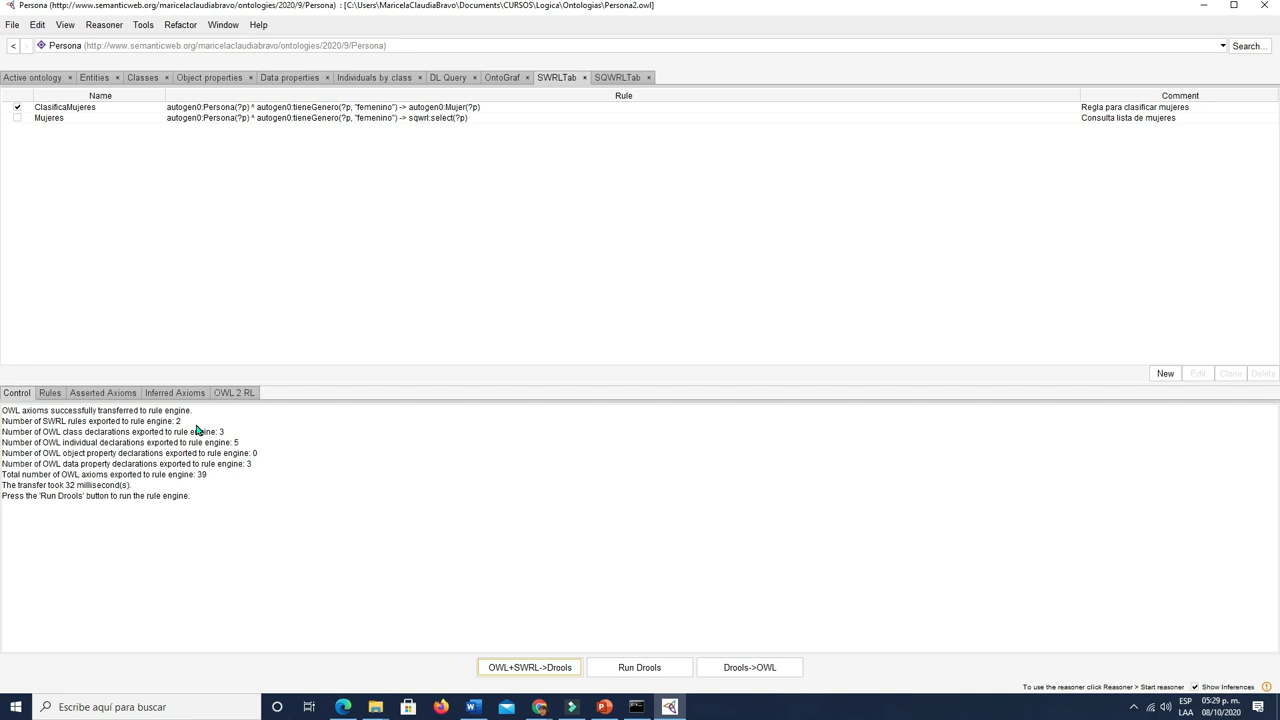 Persona (http://www.semanticweb.org/maricelaclaudiabravo/ontologies/2020/9/Persona) : [C:\Users\MaricelaClaudiaBravo\Documents\CURSOS\Logica\Ontologias\Persona2.owl]
File Edit View Reasoner Tools Refactor Window Help
< > Persona (http://www.semanticweb.org/maricelaclaudiabravo/ontologies/2020/9/Persona) Search...
Active ontology × Entities × Classes × Object properties × Data properties × Individuals by class × DL Query × OntoGraf × SWRLTab × SQWRLTab ×
Name Rule Comment
ClasificaMujeres autogen0:Persona(?p) ^ autogen0:tieneGenero(?p, "femenino") -> autogen0:Mujer(?p) Regla para clasificar mujeres
Mujeres autogen0:Persona(?p) ^ autogen0:tieneGenero(?p, "femenino") -> sqwrl:select(?p) Consulta lista de mujeres
New Edit Clone Delete
Control Rules Asserted Axioms Inferred Axioms OWL 2 RL
OWL axioms successfully transferred to rule engine.
Number of SWRL rules exported to rule engine: 2
Number of OWL class declarations exported to rule engine: 3
Number of OWL individual declarations exported to rule engine: 5
Number of OWL object property declarations exported to rule engine: 0
Number of OWL data property declarations exported to rule engine: 3
Total number of OWL axioms exported to rule engine: 39
The transfer took 32 millisecond(s).
Press the 'Run Drools' button to run the rule engine.
OWL+SWRL->Drools Run Drools Drools->OWL
To use the reasoner click Reasoner > Start reasoner Show Inferences
Escribe aquí para buscar
ESP 05:29 p. m.
LAA 08/10/2020